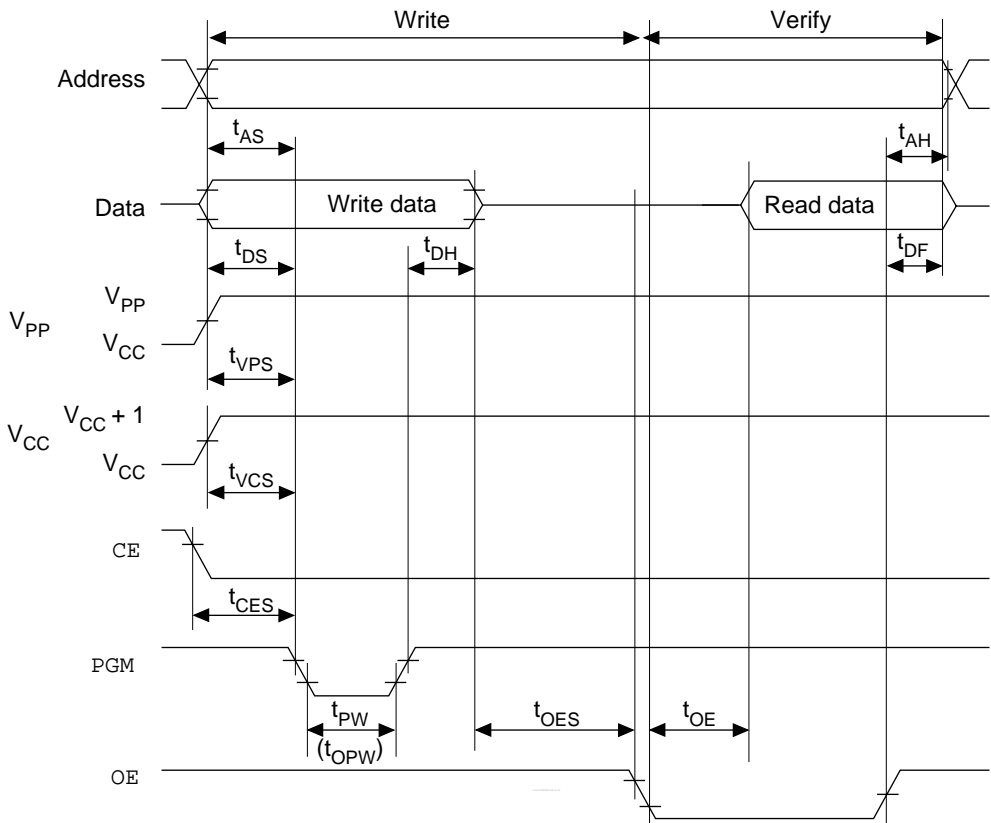 Write Verify
Address
tAS tAH
Data Write data Read data
tDS tDH tDF
VPP VPP
VCC
tVPS
VCC VCC + 1
VCC
tVCS
CE
tCES
PGM
tPW tOES tOE
(tOPW)
OE